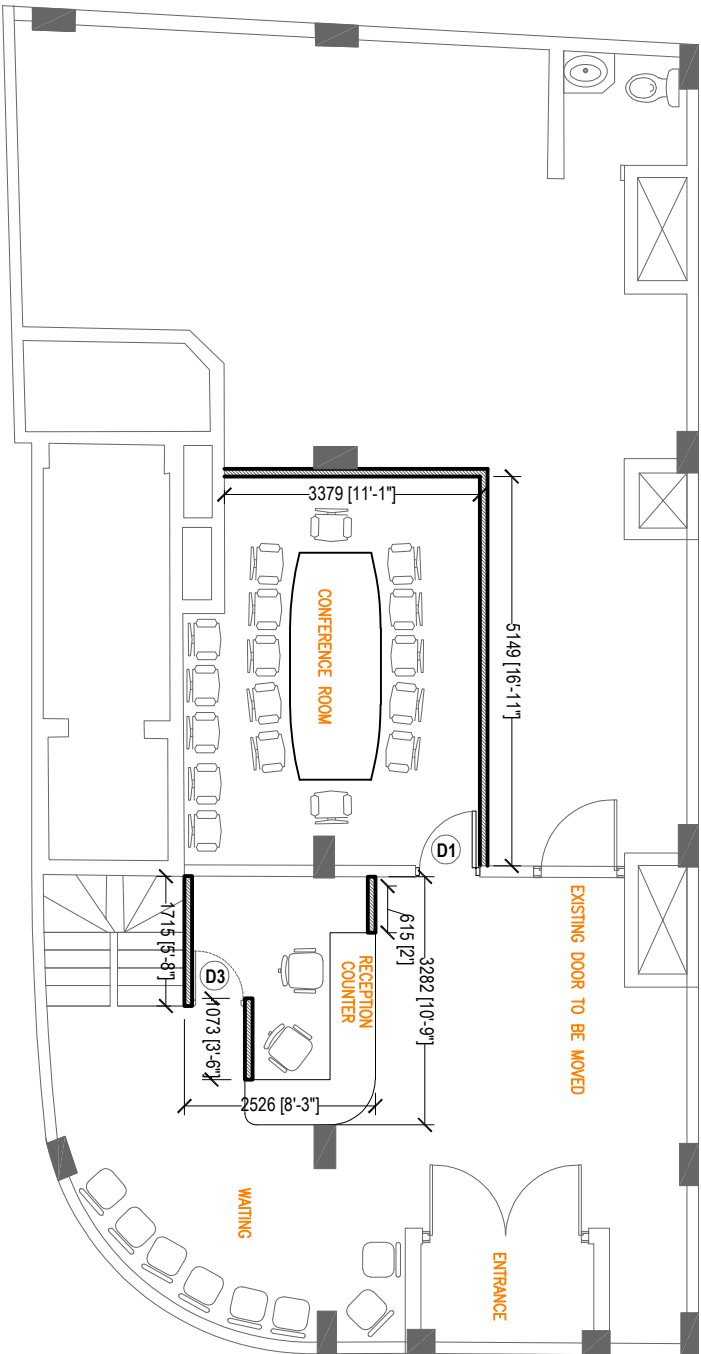 3379 [11'-1"]
5149 [16'-11"]
CONFERENCE ROOM
D1
EXISTING DOOR TO BE MOVED
1715 [5'-8"]
D3
615 [2"]
3282 [10'-9"]
RECEPTION
COUNTER
1073 [3'-6"]
2526 [8'-3"]
WAITING
ENTRANCE